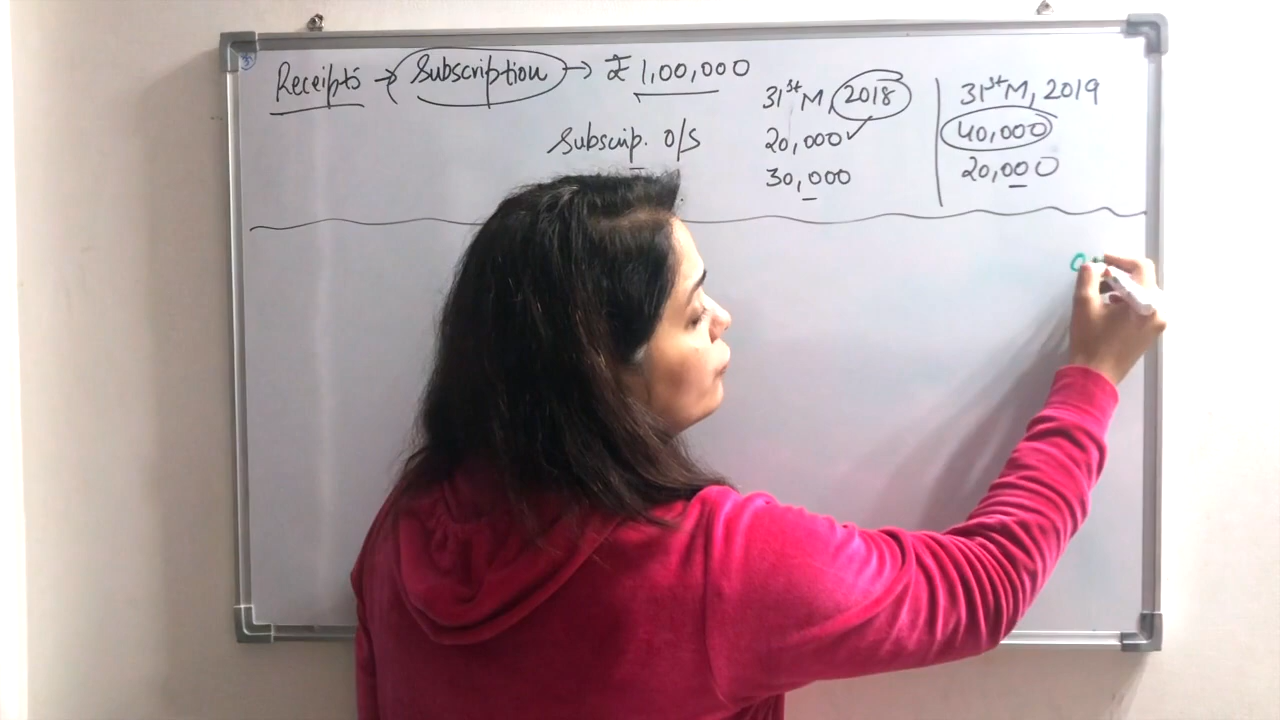 Receipts → Subscription → ₹ 1,00,000
31st M, 2018 31st M, 2019
Subscrip. O/S 20,000 ✓ 40,000
30,000 20,000